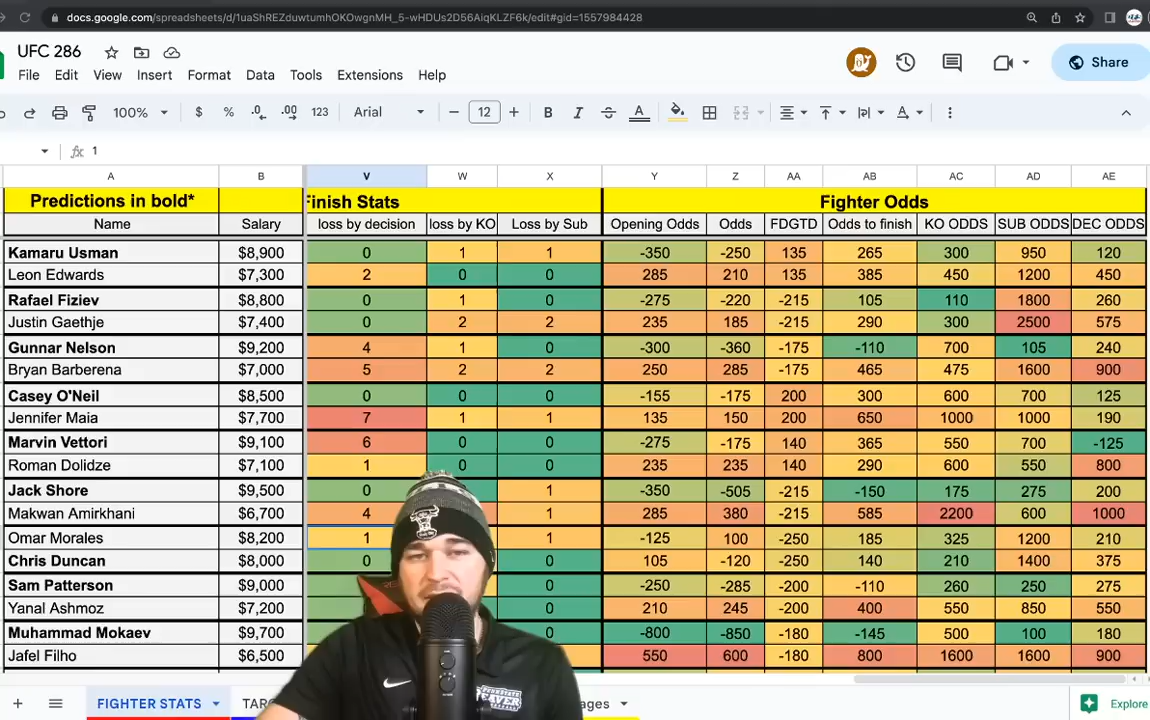 docs.google.com/spreadsheets/d/1uaShREZduwtumhOKOwgnMH_5-wHDUs2D56AiqKLZF6k/edit#gid=1557984428
UFC 286
File Edit View Insert Format Data Tools Extensions Help
Share
100% $ % .0 .00 123 Arial 12 B I A A
fx 1
A B V W X Y Z AA AB AC AD AE
Predictions in bold* Finish Stats Fighter Odds
Name Salary loss by decision loss by KO Loss by Sub Opening Odds Odds FDGTD Odds to finish KO ODDS SUB ODDS DEC ODDS
Kamaru Usman $8,900 0 1 1 -350 -250 135 265 300 950 120
Leon Edwards $7,300 2 0 0 285 210 135 385 450 1200 450
Rafael Fiziev $8,800 0 1 0 -275 -220 -215 105 110 1800 260
Justin Gaethje $7,400 0 2 2 235 185 -215 290 300 2500 575
Gunnar Nelson $9,200 4 1 0 -300 -360 -175 -110 700 105 240
Bryan Barberena $7,000 5 2 2 250 285 -175 465 475 1600 900
Casey O'Neil $8,500 0 0 0 -155 -175 200 300 600 700 125
Jennifer Maia $7,700 7 1 1 135 150 200 650 1000 1000 190
Marvin Vettori $9,100 6 0 0 -275 -175 140 365 550 700 -125
Roman Dolidze $7,100 1 0 0 235 235 140 290 600 550 800
Jack Shore $9,500 0 1 -350 -505 -215 -150 175 275 200
Makwan Amirkhani $6,700 4 1 285 380 -215 585 2200 600 1000
Omar Morales $8,200 1 1 -125 100 -250 185 325 1200 210
Chris Duncan $8,000 0 0 105 -120 -250 140 210 1400 375
Sam Patterson $9,000 0 -250 -285 -200 -110 260 250 275
Yanal Ashmoz $7,200 0 210 245 -200 400 550 850 550
Muhammad Mokaev $9,700 0 -800 -850 -180 -145 500 100 180
Jafel Filho $6,500 550 600 -180 800 1600 1600 900
PENNSTATE
BEAVER
FIGHTER STATS
Explore